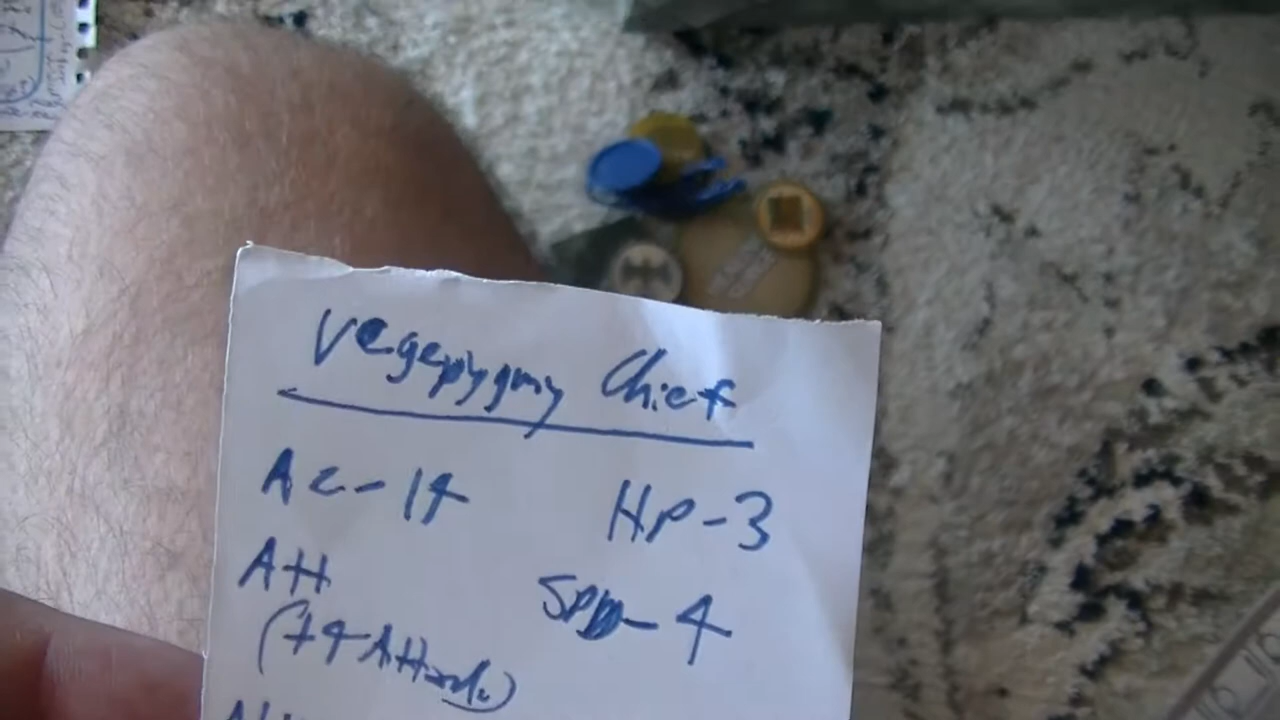 Vegepygmy Chief
AC-14 HP-3
Att SPD-4
(+4 Attack)